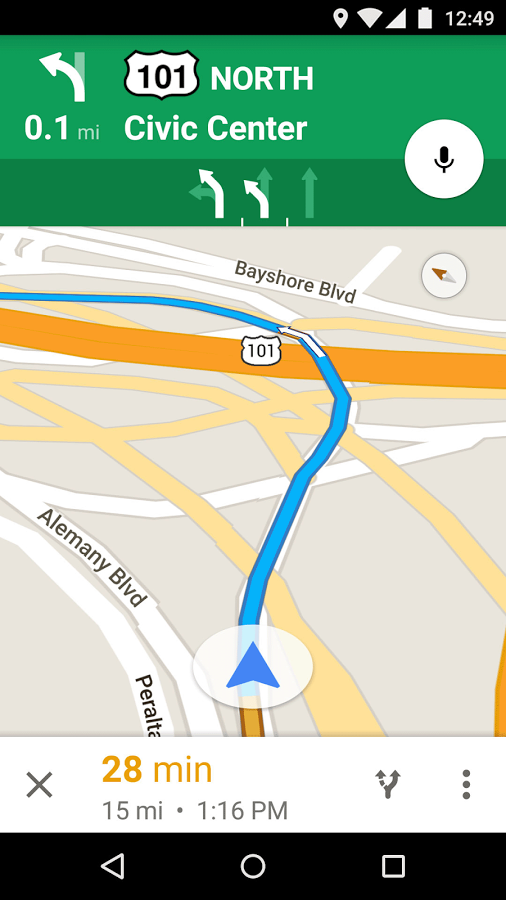 12:49
101 NORTH
0.1 mi Civic Center
Bayshore Blvd
101
Alemany Blvd
Peralta
28 min
15 mi • 1:16 PM